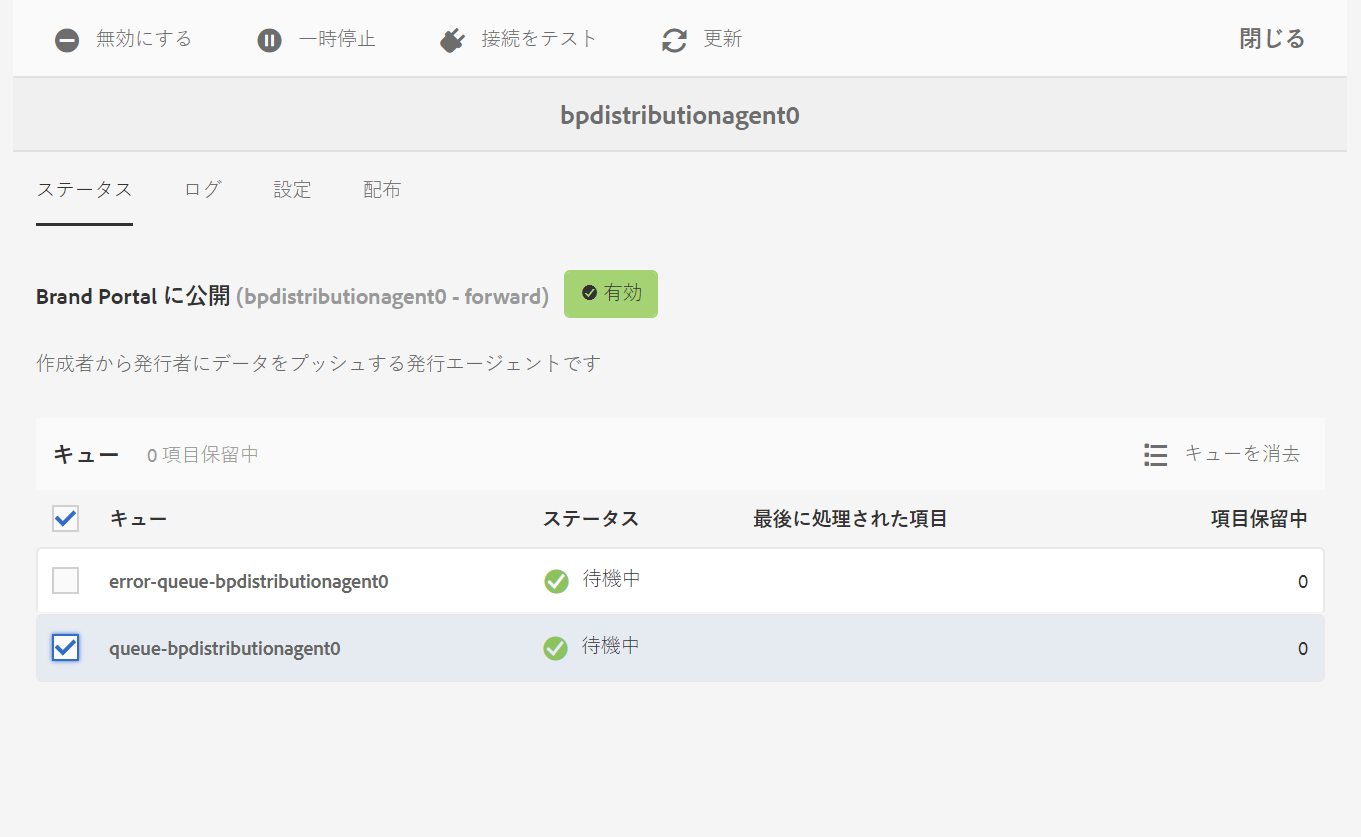 無効にする 一時停止 接続をテスト 更新 閉じる
bpdistributionagent0
ステータス ログ 設定 配布
Brand Portal に公開 (bpdistributionagent0 - forward) 有効
作成者から発行者にデータをプッシュする発行エージェントです
キュー 0 項目保留中 キューを消去
キュー ステータス 最後に処理された項目 項目保留中
error-queue-bpdistributionagent0 待機中 0
queue-bpdistributionagent0 待機中 0